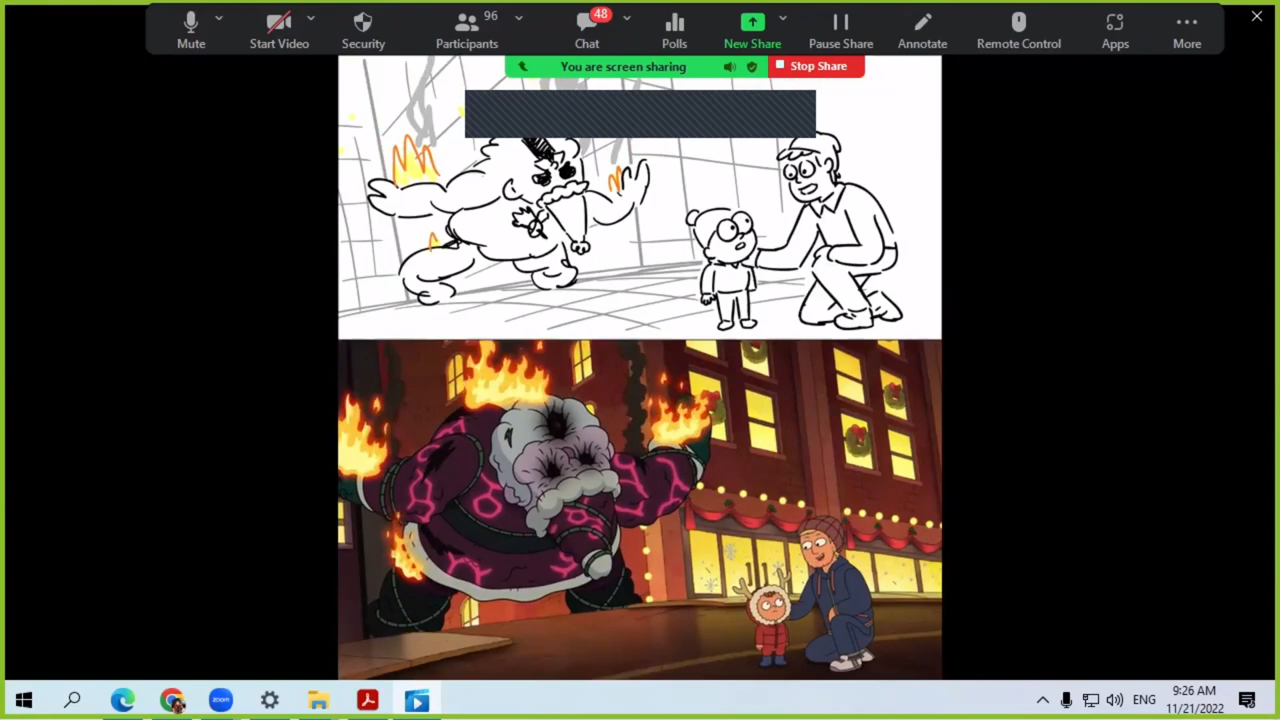 96
48
Mute
Start Video
Security
Participants
Chat
Polls
New Share
Pause Share
Annotate
Remote Control
Apps
More
You are screen sharing
Stop Share
zoom
ENG
9:26 AM
11/21/2022